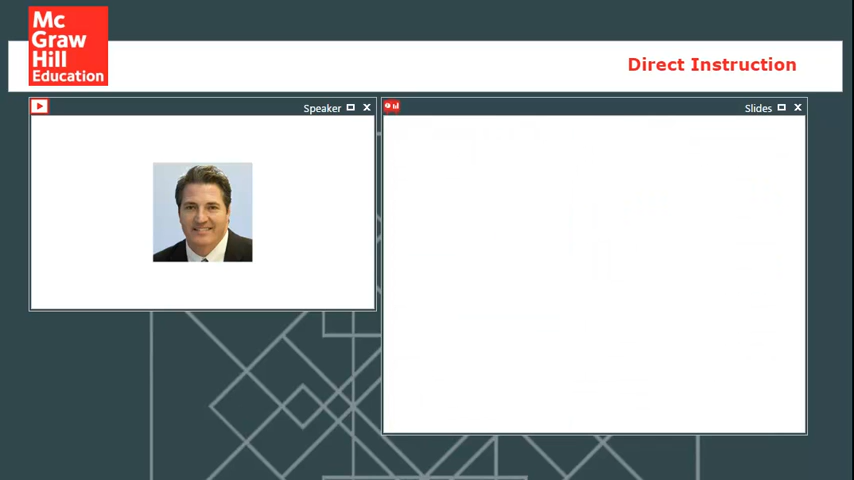 Mc
Graw
Hill
Education
Direct Instruction
Speaker
Slides